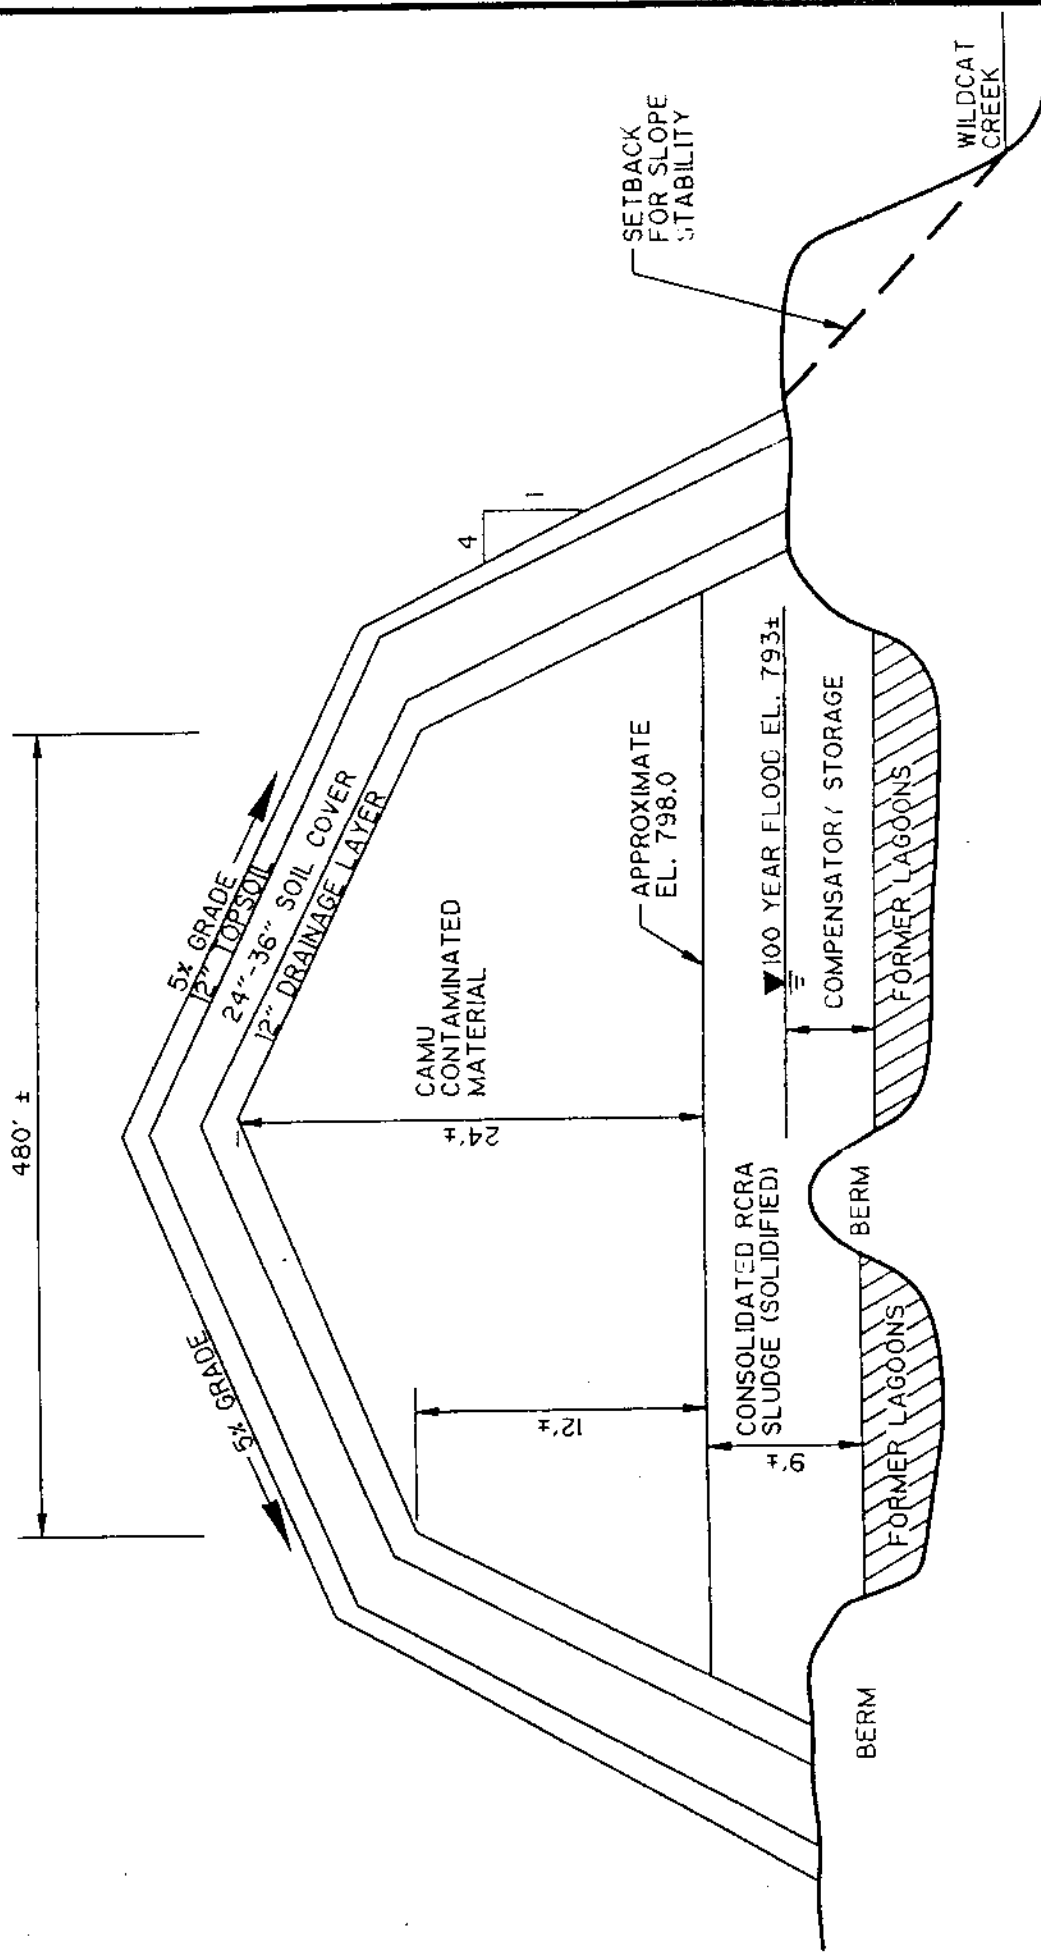 480' ±
5% GRADE
5% GRADE
12" TOPSOIL
24"-36" SOIL COVER
12" DRAINAGE LAYER
4
1
SETBACK
FOR SLOPE
STABILITY
WILDCAT
CREEK
CAMU
CONTAMINATED
MATERIAL
24'±
12'±
APPROXIMATE
EL. 798.0
9'±
CONSOLIDATED RCRA
SLUDGE (SOLIDIFIED)
100 YEAR FLOOD EL. 793±
COMPENSATORY STORAGE
FORMER LAGOONS
FORMER LAGOONS
BERM
BERM